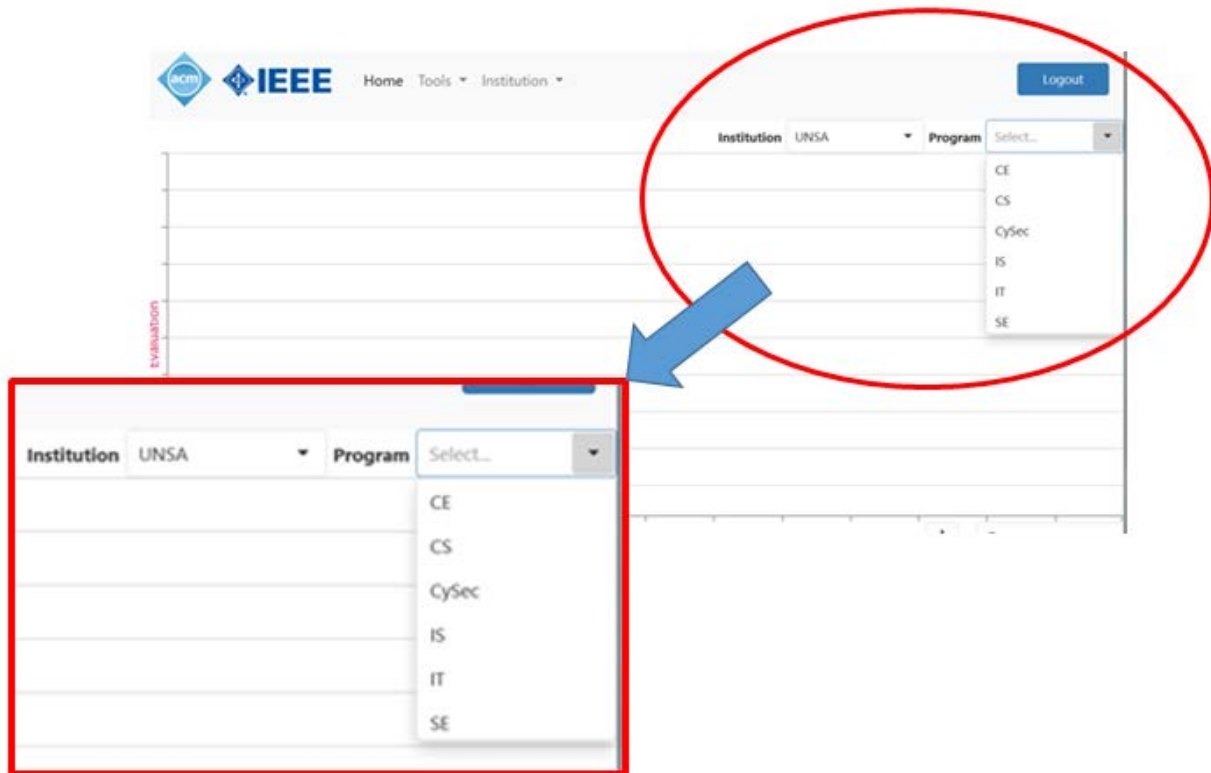 acm IEEE Home Tools Institution Logout
Institution UNSA Program Select...
CE
CS
CySec
IS
IT
SE
Evaluation
Institution UNSA Program Select...
CE
CS
CySec
IS
IT
SE